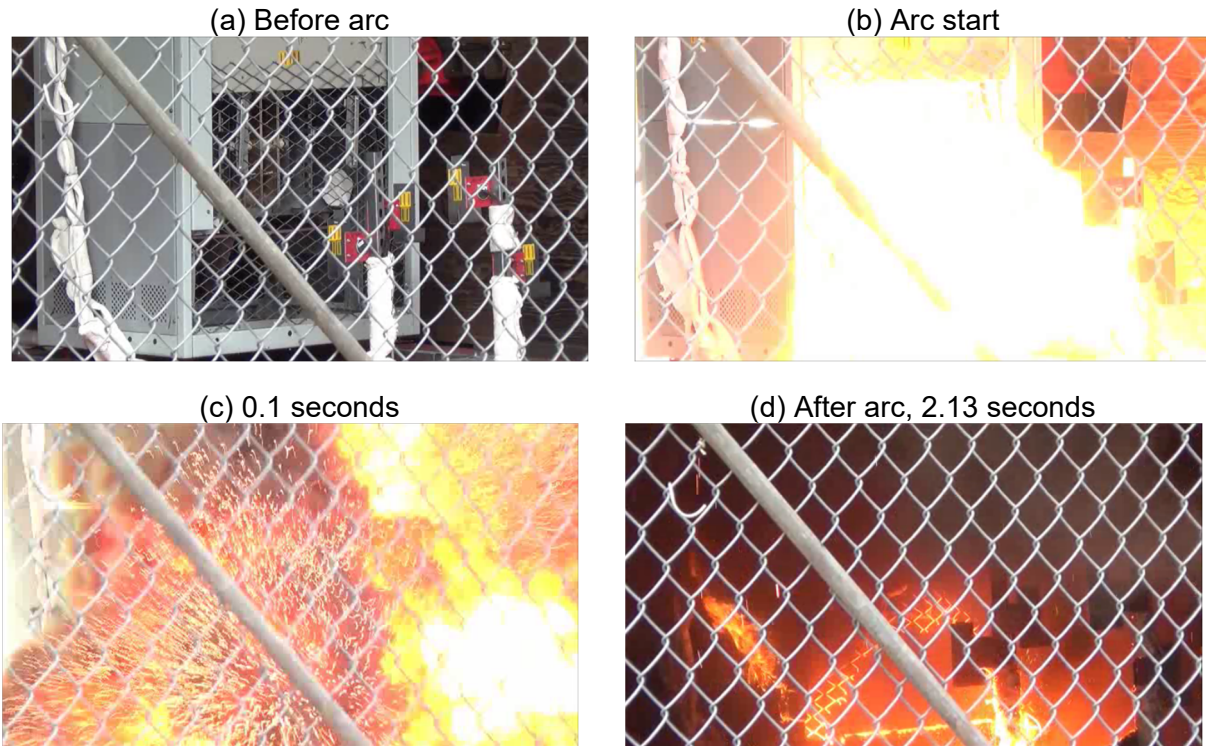 (a) Before arc
(b) Arc start
(c) 0.1 seconds
(d) After arc, 2.13 seconds